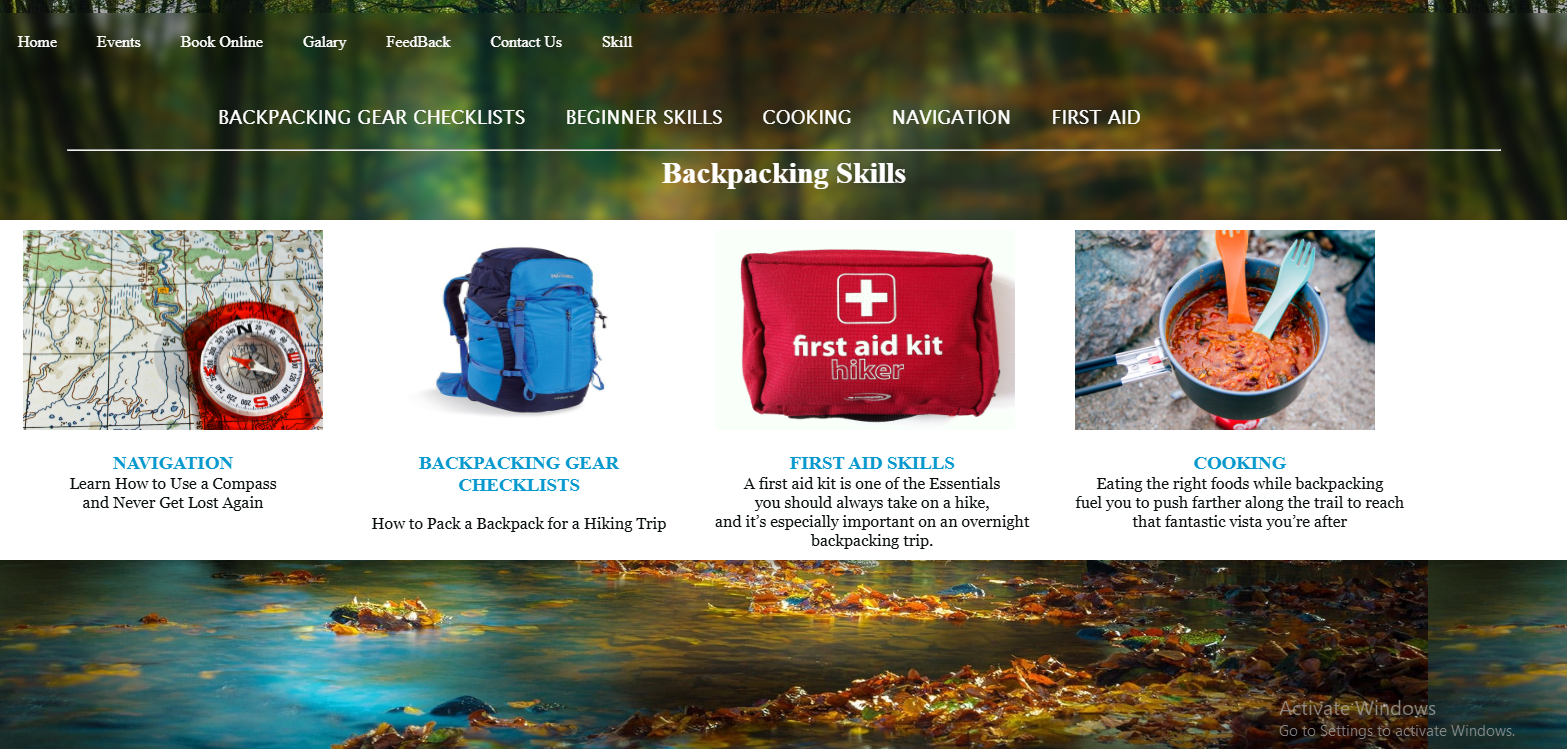 Home Events Book Online Galary FeedBack Contact Us Skill
BACKPACKING GEAR CHECKLISTS BEGINNER SKILLS COOKING NAVIGATION FIRST AID
Backpacking Skills
N
S
first aid kit
hiker
NAVIGATION
Learn How to Use a Compass
and Never Get Lost Again
BACKPACKING GEAR
CHECKLISTS
How to Pack a Backpack for a Hiking Trip
FIRST AID SKILLS
A first aid kit is one of the Essentials
you should always take on a hike,
and it’s especially important on an overnight
backpacking trip.
COOKING
Eating the right foods while backpacking
fuel you to push farther along the trail to reach
that fantastic vista you’re after
Activate Windows
Go to Settings to activate Windows.